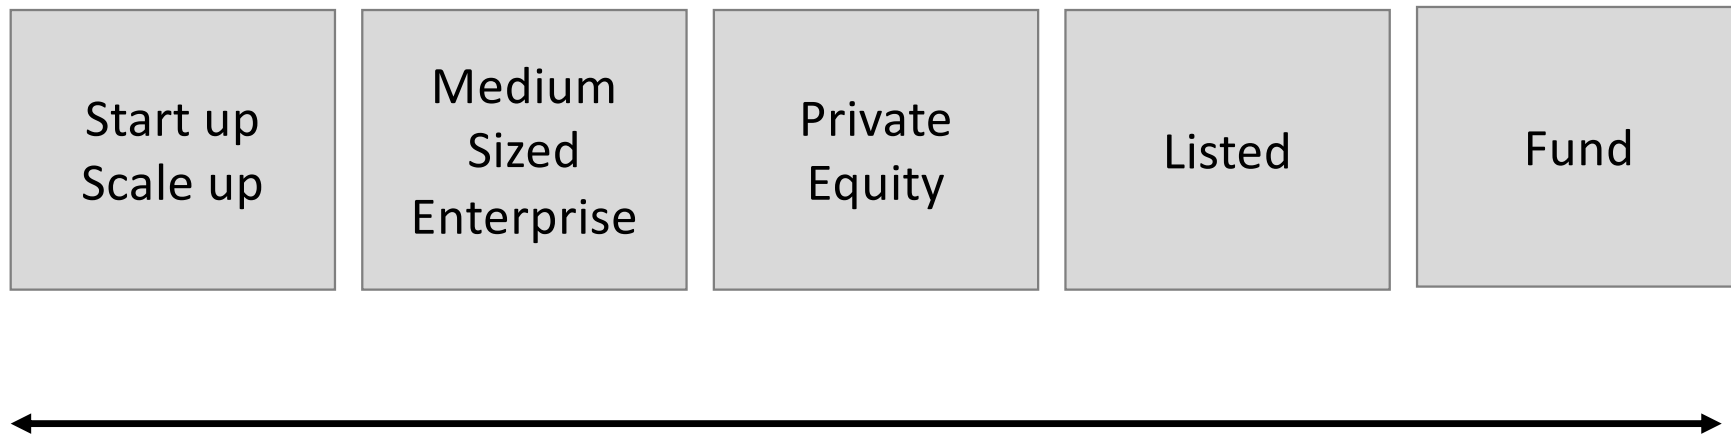 Start up
Scale up
Medium
Sized
Enterprise
Private
Equity
Listed
Fund